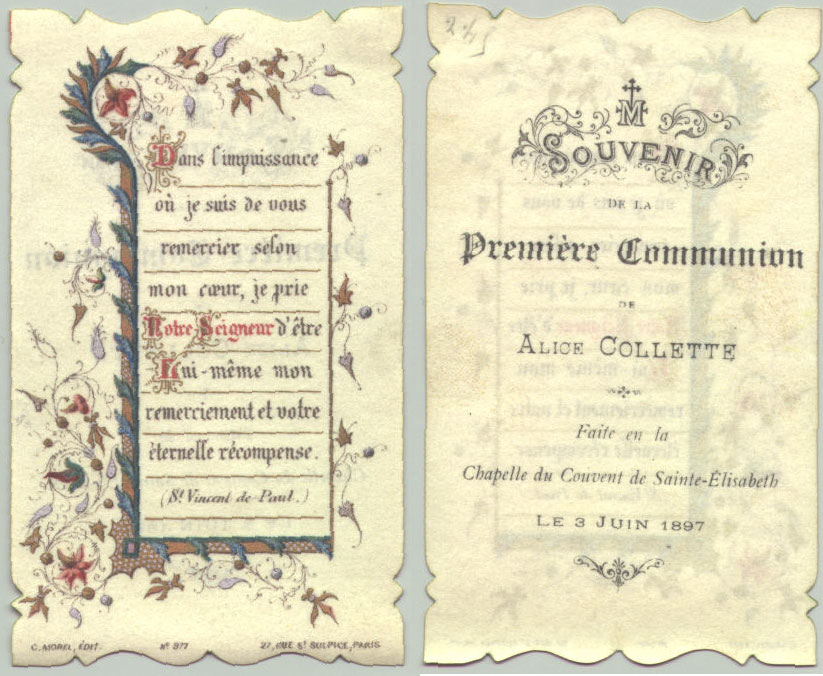 Dans l'impuissance
où je suis de vous
remercier selon
mon cœur, je prie
Notre Seigneur d'être
Lui-même mon
remerciement et votre
éternelle récompense.
(St Vincent de Paul.)
C. MOREL, ÉDIT. No 377 27, RUE St SULPICE, PARIS
M
SOUVENIR
DE LA
Première Communion
DE
ALICE COLLETTE
Faite en la
Chapelle du Couvent de Sainte-Élisabeth
LE 3 JUIN 1897